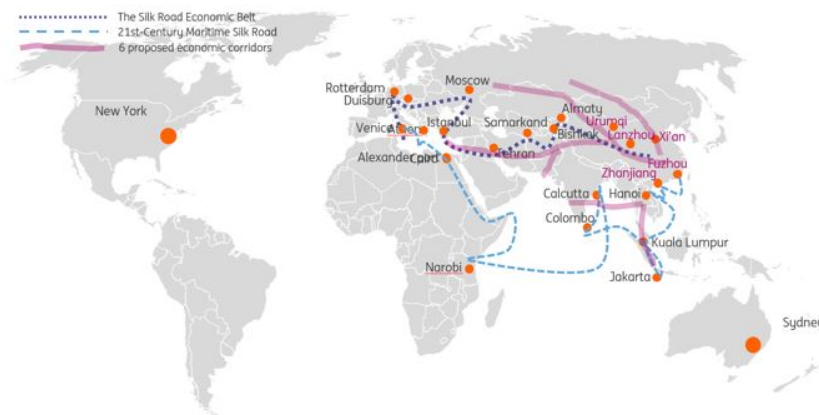 The Silk Road Economic Belt
21st-Century Maritime Silk Road
6 proposed economic corridors
Moscow
Rotterdam
Duisburg
New York
Almaty
Urumqi
Venice
Istanbul
Samarkand
Lanzhou
Xi'an
Bishkek
Tehran
Fuzhou
Zhanjiang
Calcutta
Hanoi
Colombo
Kuala Lumpur
Narobi
Jakarta
Sydney